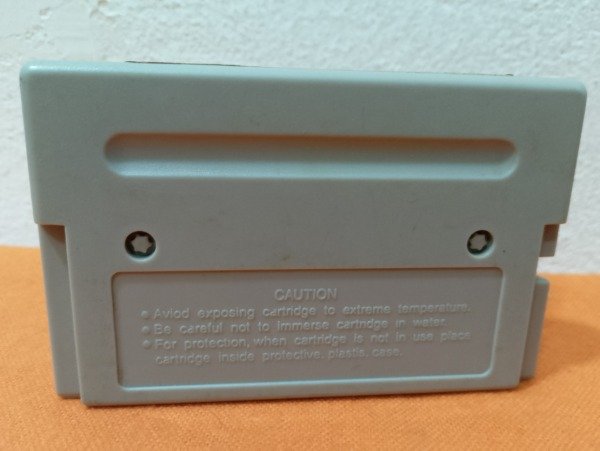 CAUTION
• Aviod exposing cartridge to extreme temperature.
• Be careful not to immerse cartridge in water.
• For protection, when cartridge is not in use place
cartridge inside protective. plastis. case.